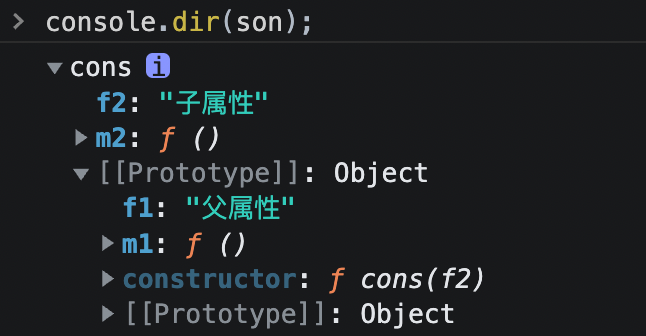 > console.dir(son);
▼ cons i
f2: "子属性"
▶ m2: ƒ ()
▼ [[Prototype]]: Object
f1: "父属性"
▶ m1: ƒ ()
▶ constructor: ƒ cons(f2)
▶ [[Prototype]]: Object